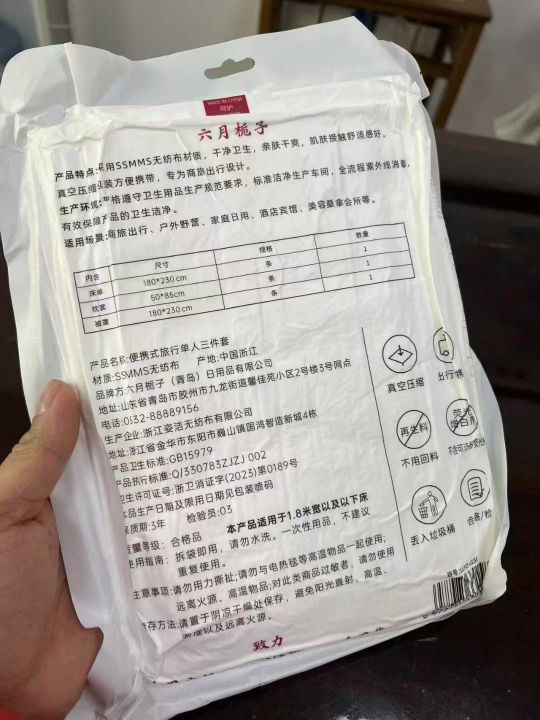 MADE IN CHINA
呵护
六月栀子
产品特点:采用SSMMS无纺布材质，干净卫生，亲肤干爽，肌肤接触舒适感好。
真空压缩包装方便携带，专为商旅出行设计。
生产环境:严格遵守卫生用品生产规范要求，标准洁净生产车间，全流程紫外线消毒，
有效保障产品的卫生洁净。
适用场景:商旅出行、户外野营、家庭日用、酒店宾馆、美容桑拿会所等。
内含 尺寸 规格 数量
床单 180*230cm 条 1
枕套 50*85cm 条 1
被罩 180*230cm 条 1
产品名称:便携式旅行单人三件套
材质:SSMMS无纺布 产地:中国浙江
品牌方六月栀子（青岛）日用品有限公司
地址:山东省青岛市胶州市九龙街道馨佳苑小区2号楼3号网点
电话:0132-88889156
生产企业:浙江姿洁无纺布有限公司
地址:浙江省金华市东阳市巍山镇国鸿智造新城4栋
产品卫生标准:GB15979
产品执行标准:Q/330783ZJZJ 002
卫生许可证号:浙卫消证字(2023)第0189号
本品生产日期及限用日期见包装喷码
保质期:3年 检验员:03
质量等级:合格品 本产品适用于1.8米宽以及以下床
使用指南:拆袋即用，请勿水洗。一次性用品，不建议
重复使用。
注意事项:请勿用力撕扯;请勿与电热毯等高温物品一起使用;
远离火源、高温物品;对此类商品过敏者，请勿使用
贮存方法:请置于阴凉干燥处保存，避免阳光直射、高温、
潮湿以及远离火源。
真空压缩
出行
再生料
不用回料
荧光
增白剂
丢入垃圾桶
合各/检
致力